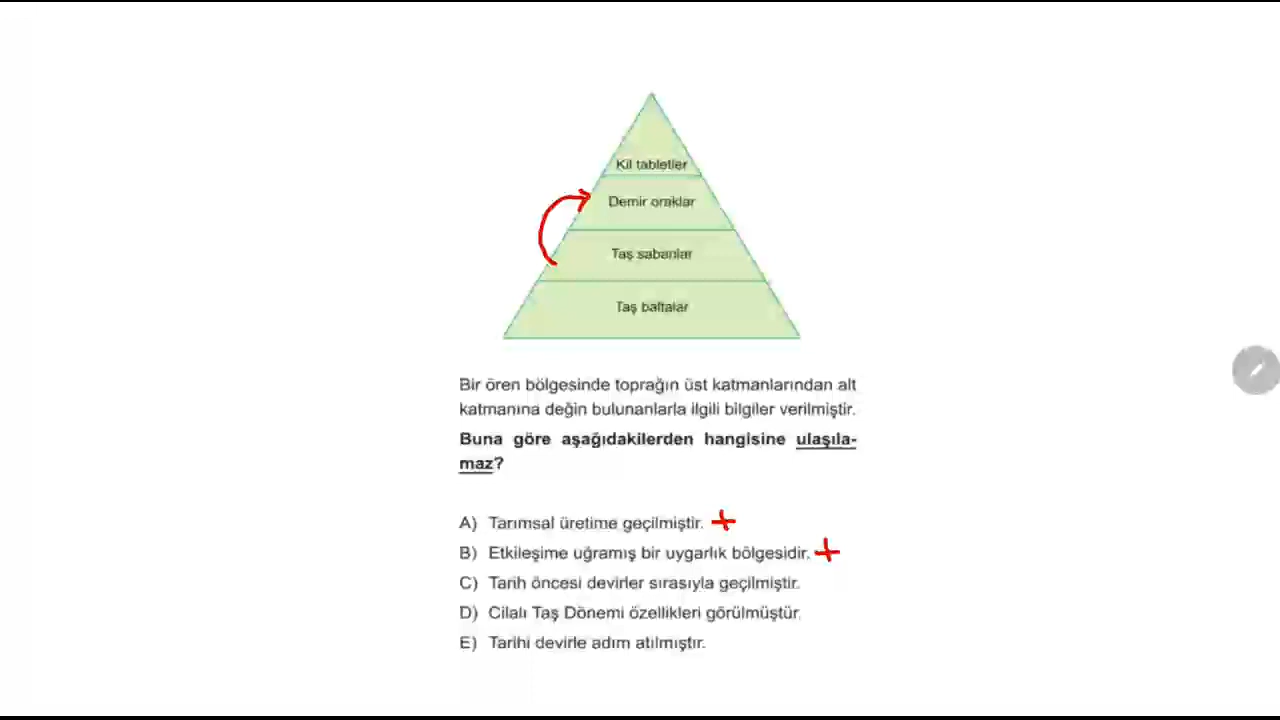 Kil tabletler
Demir oraklar
Taş sabanlar
Taş baltalar
Bir ören bölgesinde toprağın üst katmanlarından alt
katmanına değin bulunanlarla ilgili bilgiler verilmiştir.
Buna göre aşağıdakilerden hangisine ulaşıla-
maz?
A) Tarımsal üretime geçilmiştir. +
B) Etkileşime uğramış bir uygarlık bölgesidir. +
C) Tarih öncesi devirler sırasıyla geçilmiştir.
D) Cilalı Taş Dönemi özellikleri görülmüştür.
E) Tarihi devirle adım atılmıştır.